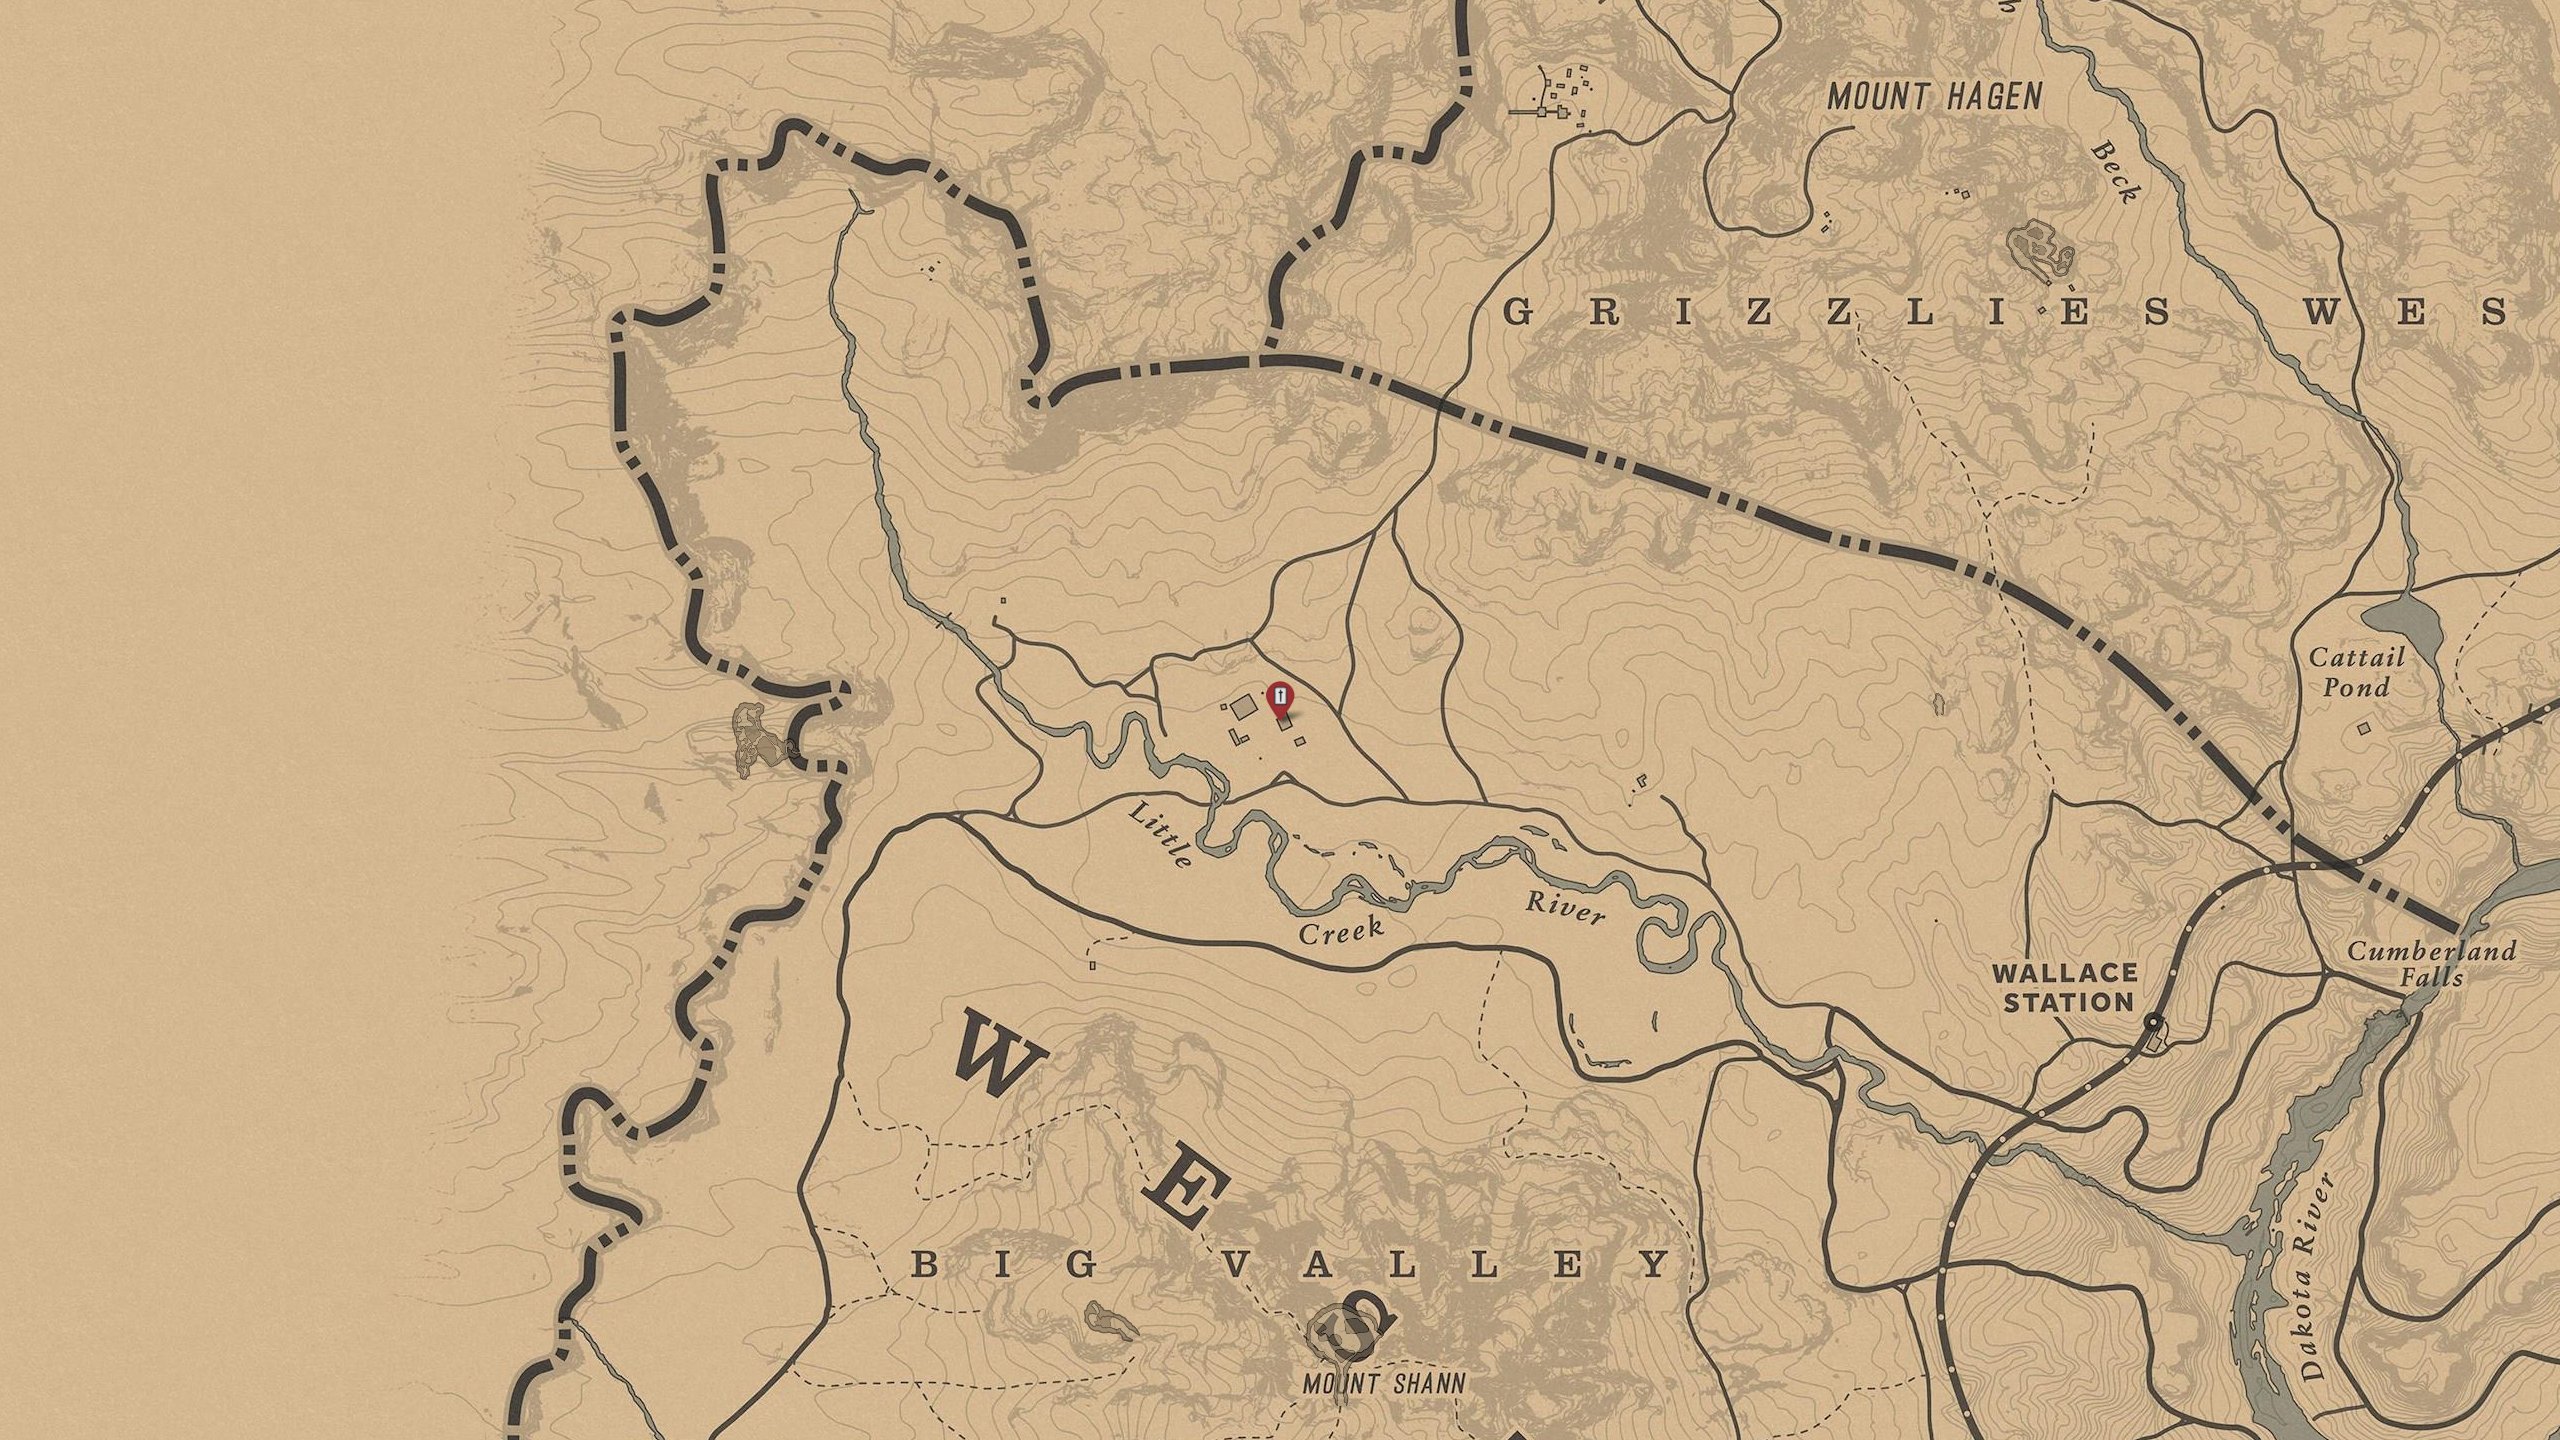 MOUNT HAGEN
Beck
GRIZZLIES WES
Cattail
Pond
Little
Creek
River
Cumberland
Falls
WALLACE
STATION
W
E
Dakota River
BIG VALLEY
MOUNT SHANN